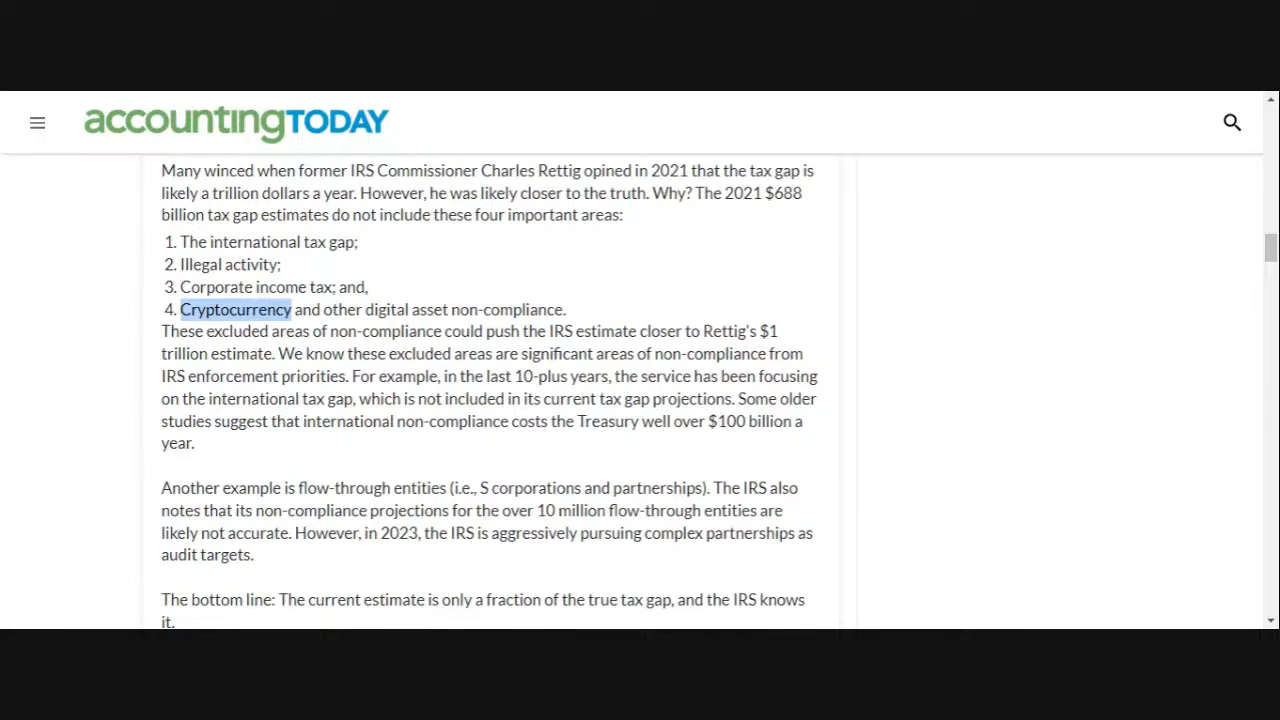 accountingTODAY
Many winced when former IRS Commissioner Charles Rettig opined in 2021 that the tax gap is
likely a trillion dollars a year. However, he was likely closer to the truth. Why? The 2021 $688
billion tax gap estimates do not include these four important areas:
1. The international tax gap;
2. Illegal activity;
3. Corporate income tax; and,
4. Cryptocurrency and other digital asset non-compliance.
These excluded areas of non-compliance could push the IRS estimate closer to Rettig's $1
trillion estimate. We know these excluded areas are significant areas of non-compliance from
IRS enforcement priorities. For example, in the last 10-plus years, the service has been focusing
on the international tax gap, which is not included in its current tax gap projections. Some older
studies suggest that international non-compliance costs the Treasury well over $100 billion a
year.
Another example is flow-through entities (i.e., S corporations and partnerships). The IRS also
notes that its non-compliance projections for the over 10 million flow-through entities are
likely not accurate. However, in 2023, the IRS is aggressively pursuing complex partnerships as
audit targets.
The bottom line: The current estimate is only a fraction of the true tax gap, and the IRS knows
it.